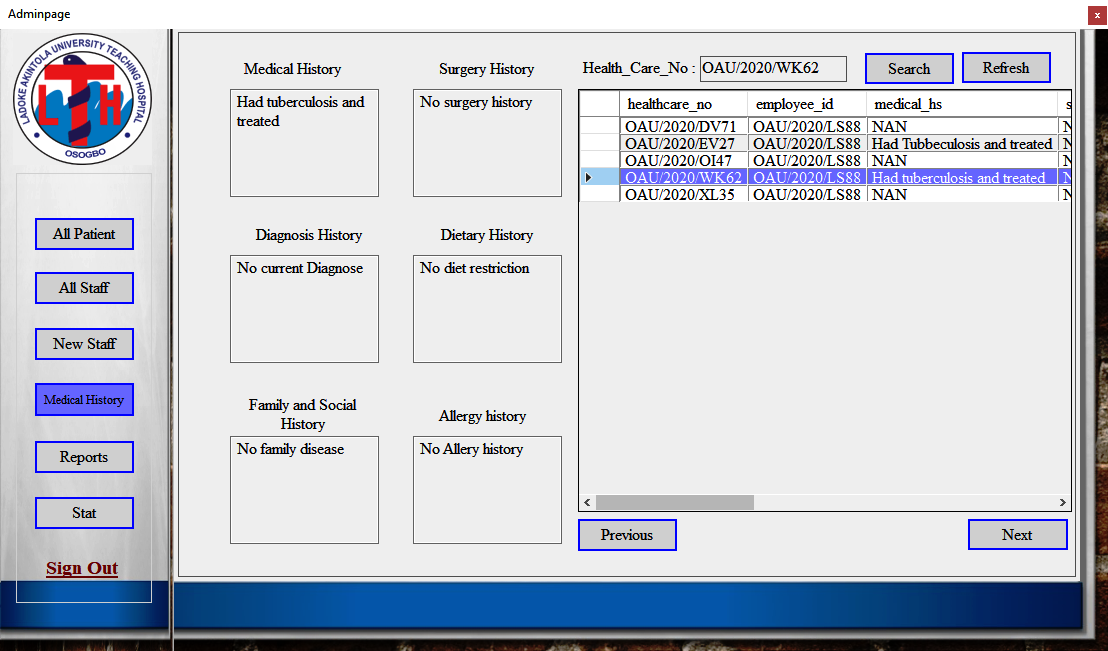 Adminpage
x
LADOKE AKINTOLA UNIVERSITY TEACHING HOSPITAL
LTH
OSOGBO
All Patient
All Staff
New Staff
Medical History
Reports
Stat
Sign Out
Medical History
Had tuberculosis and
treated
Surgery History
No surgery history
Diagnosis History
No current Diagnose
Dietary History
No diet restriction
Family and Social
History
No family disease
Allergy history
No Allery history
Health_Care_No : OAU/2020/WK62 Search Refresh
healthcare_no employee_id medical_hs s
OAU/2020/DV71 OAU/2020/LS88 NAN N
OAU/2020/EV27 OAU/2020/LS88 Had Tubbeculosis and treated N
OAU/2020/OI47 OAU/2020/LS88 NAN N
OAU/2020/WK62 OAU/2020/LS88 Had tuberculosis and treated N
OAU/2020/XL35 OAU/2020/LS88 NAN N
Previous Next